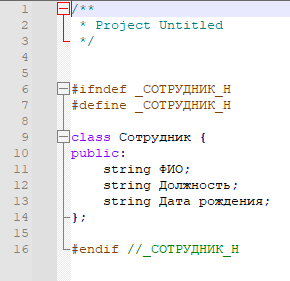 1 /**
2 * Project Untitled
3 */
4
5
6 #ifndef _СОТРУДНИК_H
7 #define _СОТРУДНИК_H
8
9 class Сотрудник {
10 public:
11 string ФИО;
12 string Должность;
13 string Дата рождения;
14 };
15
16 #endif //_СОТРУДНИК_H